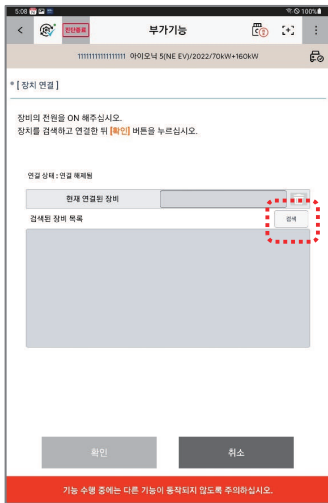 5:08
100%
진단종료
부가기능
11111111111111111 아이오닉 5(NE EV)/2022/70kW+160kW
* [ 장치 연결 ]
장비의 전원을 ON 해주십시오.
장치를 검색하고 연결한 뒤 [확인] 버튼을 누르십시오.
연결 상태 : 연결 해제됨
현재 연결된 장비
검색된 장비 목록
검색
확인
취소
기능 수행 중에는 다른 기능이 동작되지 않도록 주의하십시오.